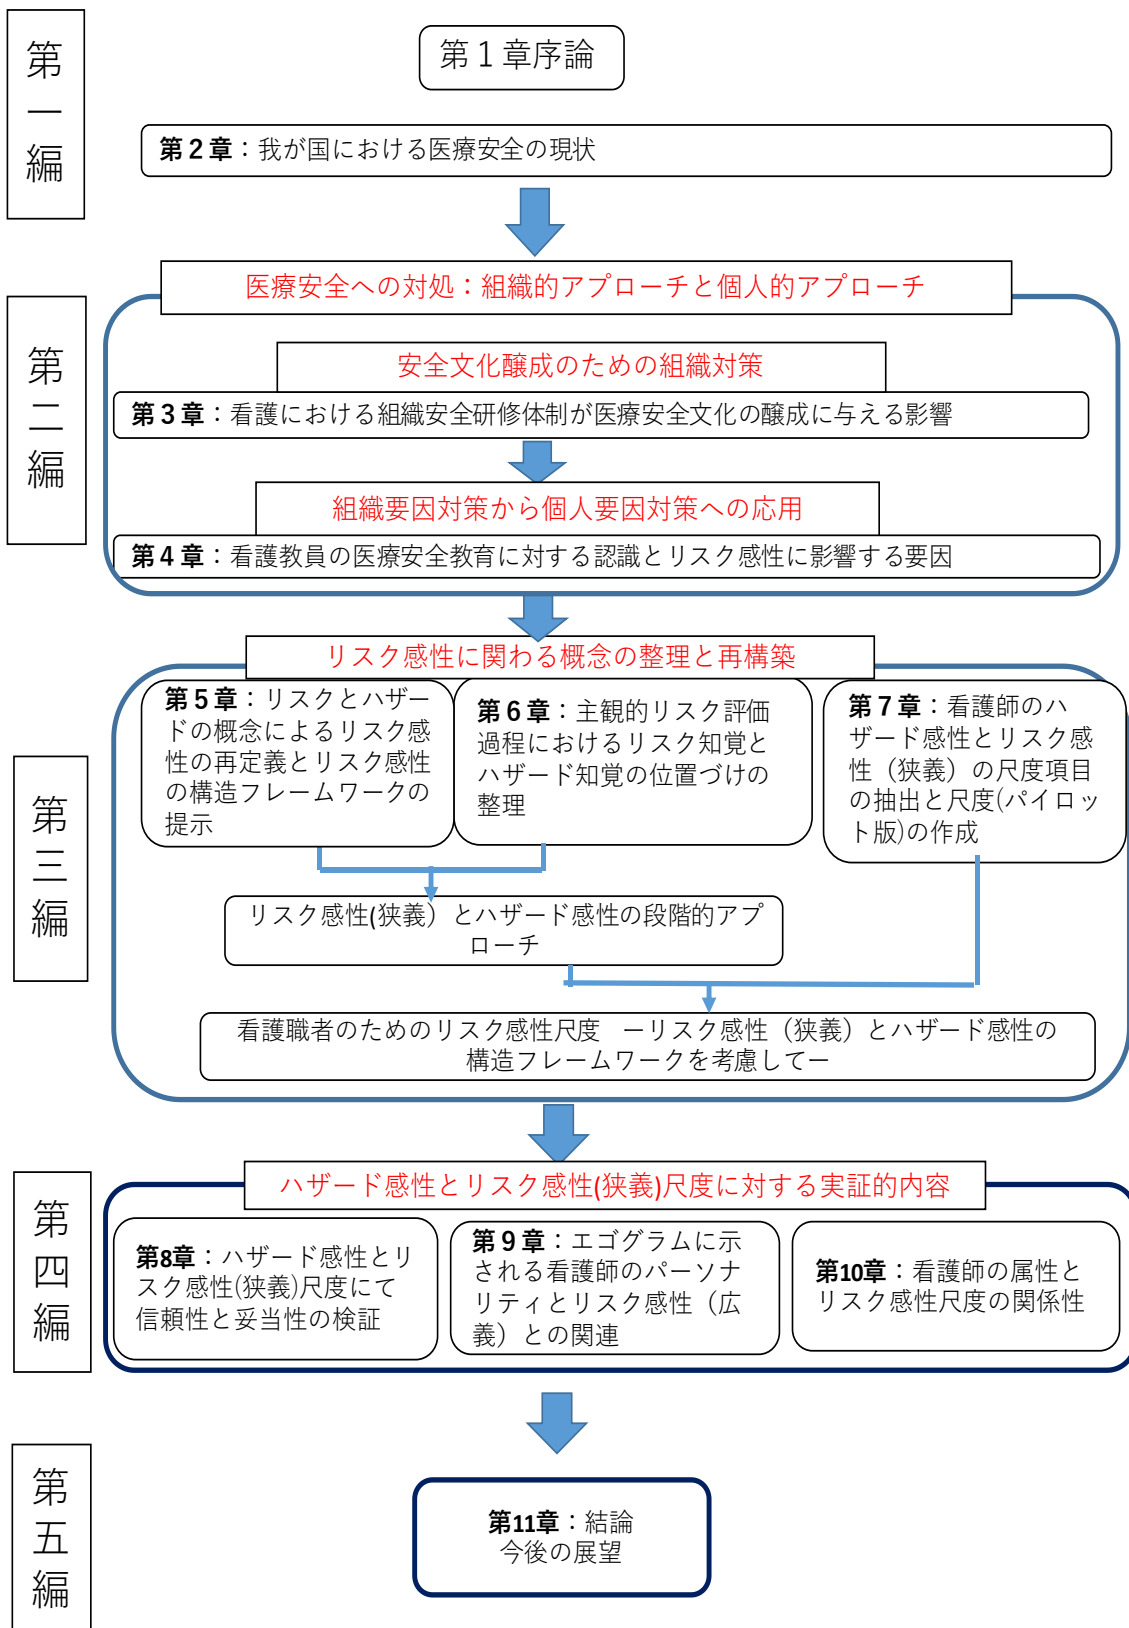 第一編
第１章序論
第２章：我が国における医療安全の現状
医療安全への対処：組織的アプローチと個人的アプローチ
第二編
安全文化醸成のための組織対策
第３章：看護における組織安全研修体制が医療安全文化の醸成に与える影響
組織要因対策から個人要因対策への応用
第４章：看護教員の医療安全教育に対する認識とリスク感性に影響する要因
第三編
リスク感性に関わる概念の整理と再構築
第５章：リスクとハザー
ドの概念によるリスク感
性の再定義とリスク感性
の構造フレームワークの
提示
第６章：主観的リスク評価
過程におけるリスク知覚と
ハザード知覚の位置づけの
整理
第７章：看護師のハ
ザード感性とリスク感
性（狭義）の尺度項目
の抽出と尺度(パイロッ
ト版)の作成
リスク感性(狭義）とハザード感性の段階的アプ
ローチ
看護職者のためのリスク感性尺度　ーリスク感性（狭義）とハザード感性の
構造フレームワークを考慮してー
第四編
ハザード感性とリスク感性(狭義)尺度に対する実証的内容
第8章：ハザード感性とリ
スク感性(狭義)尺度にて
信頼性と妥当性の検証
第９章：エゴグラムに示
される看護師のパーソナ
リティとリスク感性（広
義）との関連
第10章：看護師の属性と
リスク感性尺度の関係性
第五編
第11章：結論
今後の展望